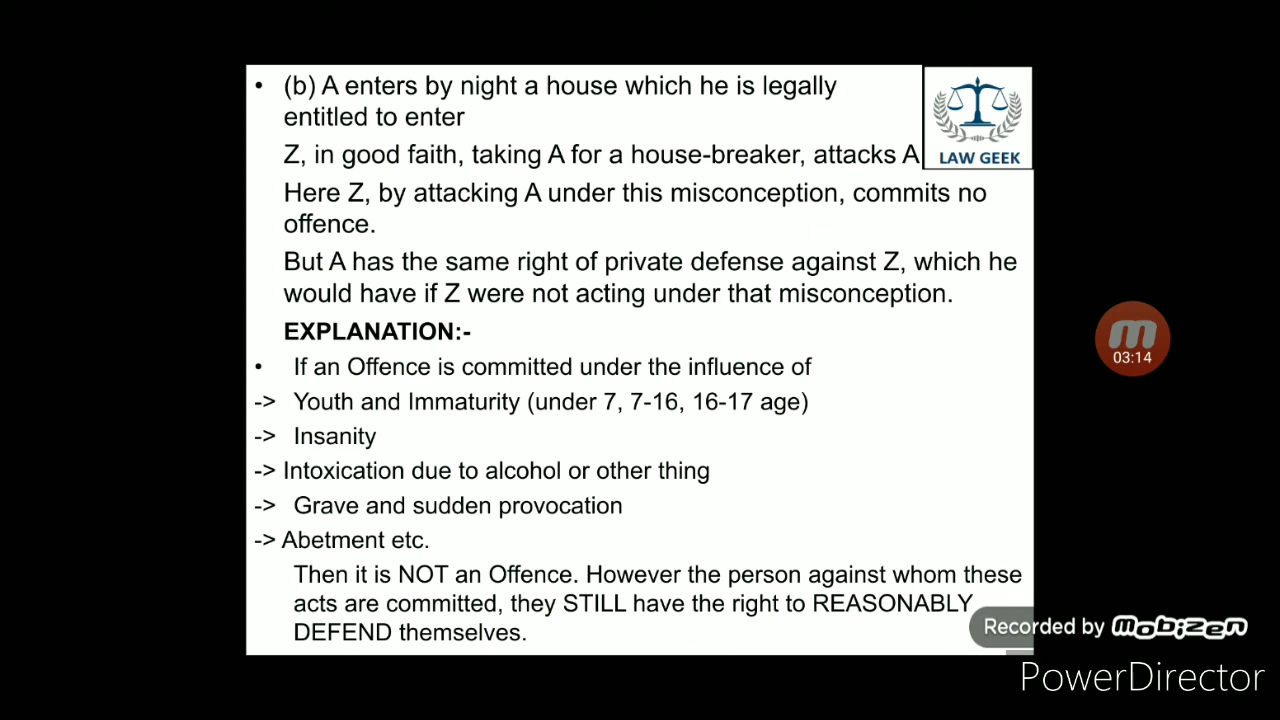 • (b) A enters by night a house which he is legally
entitled to enter
Z, in good faith, taking A for a house-breaker, attacks A
LAW GEEK
Here Z, by attacking A under this misconception, commits no
offence.
But A has the same right of private defense against Z, which he
would have if Z were not acting under that misconception.
EXPLANATION:-
• If an Offence is committed under the influence of
-> Youth and Immaturity (under 7, 7-16, 16-17 age)
-> Insanity
-> Intoxication due to alcohol or other thing
-> Grave and sudden provocation
-> Abetment etc.
Then it is NOT an Offence. However the person against whom these
acts are committed, they STILL have the right to REASONABLY
DEFEND themselves.
03:14
Recorded by mobizen
PowerDirector